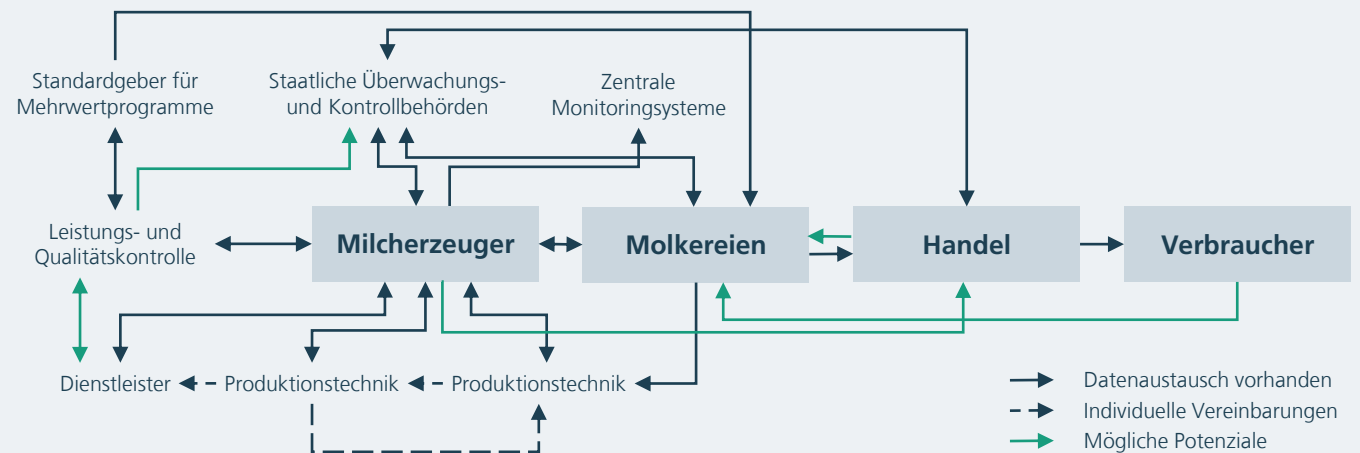 Standardgeber für
Mehrwertprogramme
Staatliche Überwachungs-
und Kontrollbehörden
Zentrale
Monitoringsysteme
Leistungs- und
Qualitätskontrolle
Milcherzeuger
Molkereien
Handel
Verbraucher
Dienstleister
Produktionstechnik
Produktionstechnik
Datenaustausch vorhanden
Individuelle Vereinbarungen
Mögliche Potenziale